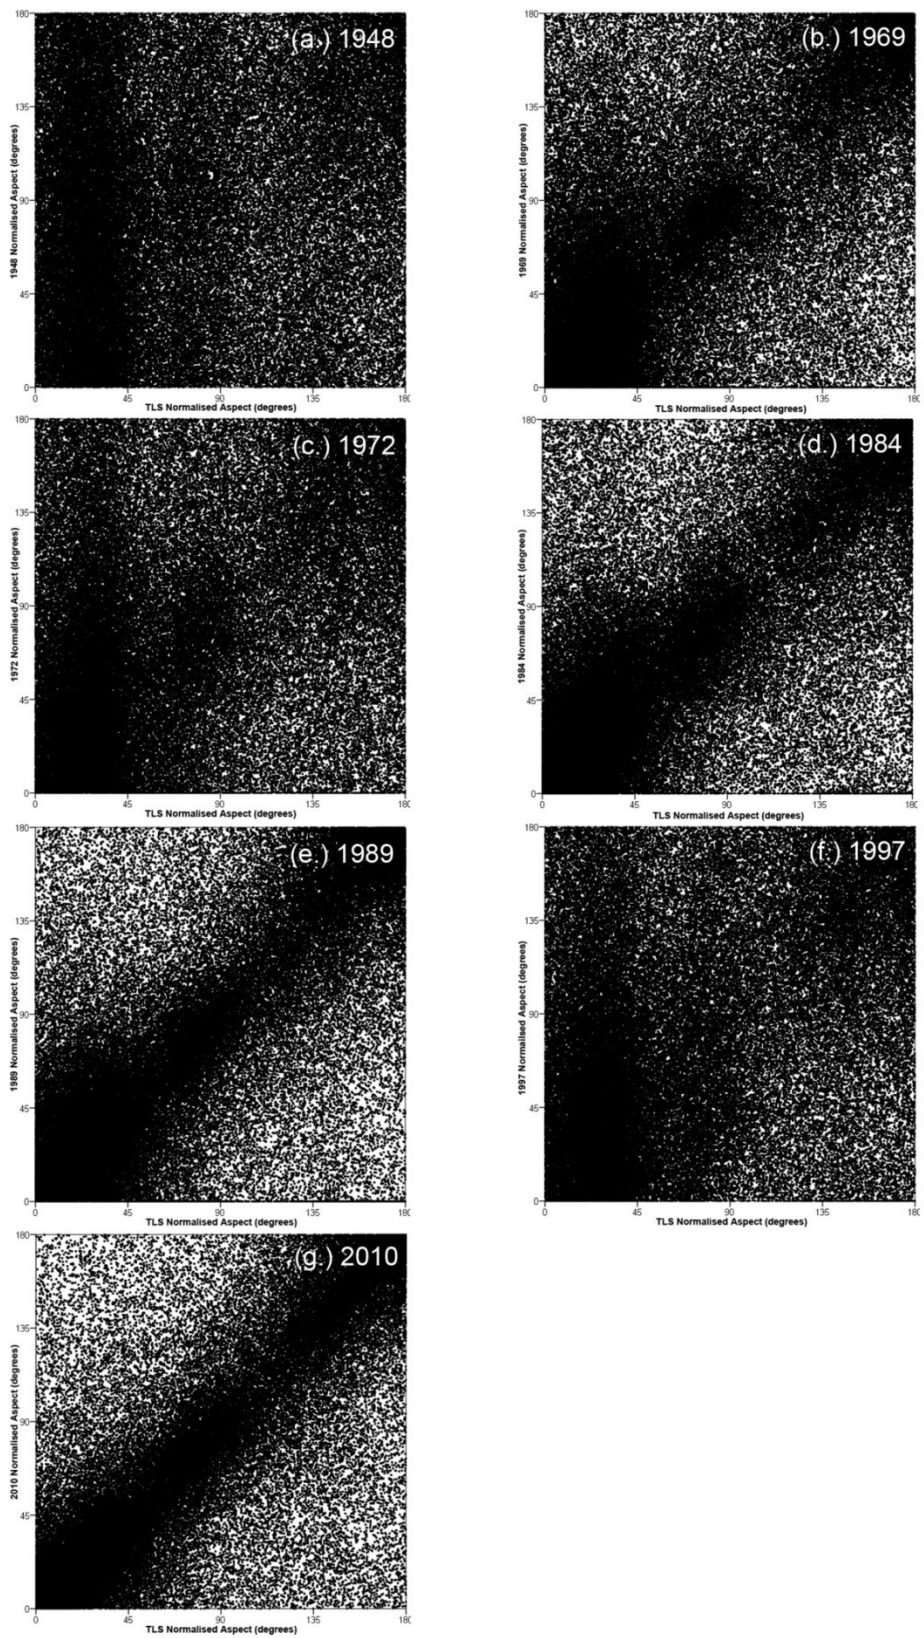 180
(a.) 1948
135
90
45
0
1948 Normalised Aspect (degrees)
0 45 90 135 180
TLS Normalised Aspect (degrees)
180
(b.) 1969
135
90
45
0
1969 Normalised Aspect (degrees)
0 45 90 135 180
TLS Normalised Aspect (degrees)
180
(c.) 1972
135
90
45
0
1972 Normalised Aspect (degrees)
0 45 90 135 180
TLS Normalised Aspect (degrees)
180
(d.) 1984
135
90
45
0
1984 Normalised Aspect (degrees)
0 45 90 135 180
TLS Normalised Aspect (degrees)
180
(e.) 1989
135
90
45
0
1989 Normalised Aspect (degrees)
0 45 90 135 180
TLS Normalised Aspect (degrees)
180
(f.) 1997
135
90
45
0
1997 Normalised Aspect (degrees)
0 45 90 135 180
TLS Normalised Aspect (degrees)
180
(g.) 2010
135
90
45
0
2010 Normalised Aspect (degrees)
0 45 90 135 180
TLS Normalised Aspect (degrees)